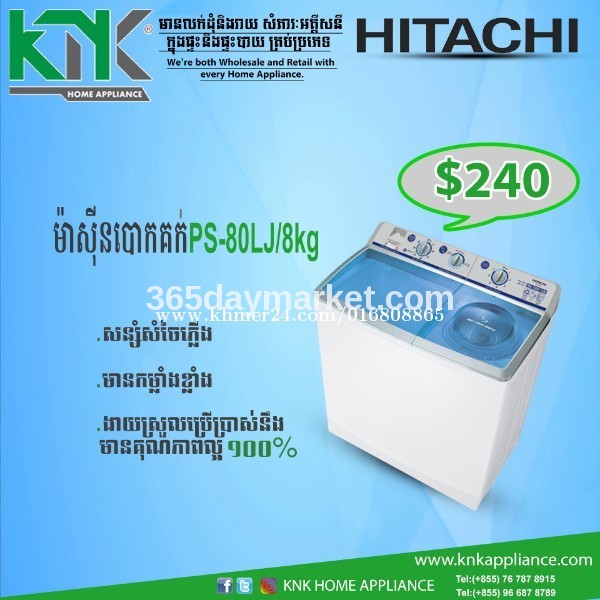 KNK
HOME APPLIANCE
មានលក់ដុំនិងរាយ សំភារៈអគ្គីសនី
ក្នុងផ្ទះនិងផ្ទះបាយ គ្រប់ប្រភេទ
We're both Wholesale and Retail with
every Home Appliance.
HITACHI
$240
ម៉ាស៊ីនបោកគក់PS-80LJ/8kg
365daymarket.com
www.khmer24.com/016808865
.សន្សំសំចៃភ្លើង
.មានកម្លាំងខ្លាំង
.ងាយស្រួលប្រើប្រាស់នឹង
មានគុណភាពល្អ ១០០%
HITACHI
www.knkappliance.com
KNK HOME APPLIANCE
Tel:(+855) 76 787 8915
Tel:(+855) 96 687 8789